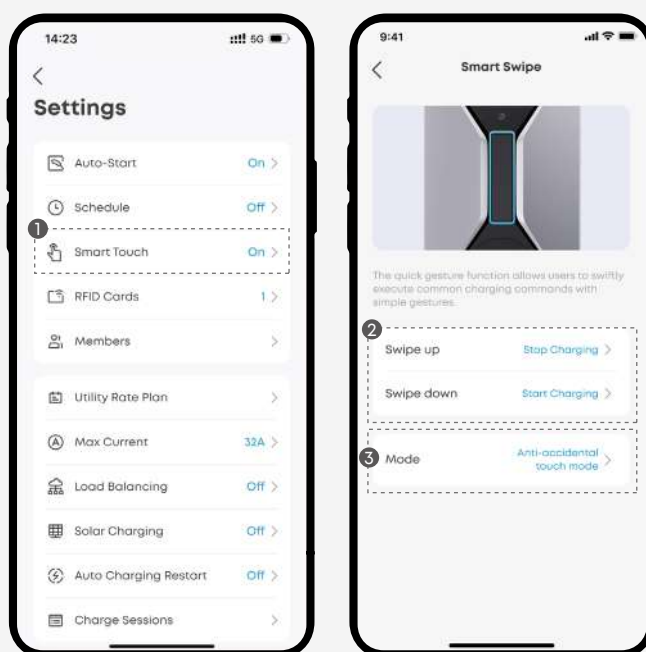 14:23
5G
Settings
Auto-Start On
Schedule Off
1
Smart Touch On
RFID Cards 1
Members
Utility Rate Plan
Max Current 32A
Load Balancing Off
Solar Charging Off
Auto Charging Restart Off
Charge Sessions
9:41
Smart Swipe
The quick gesture function allows users to swiftly
execute common charging commands with
simple gestures.
2
Swipe up Stop Charging
Swipe down Start Charging
3
Mode Anti-accidental
touch mode